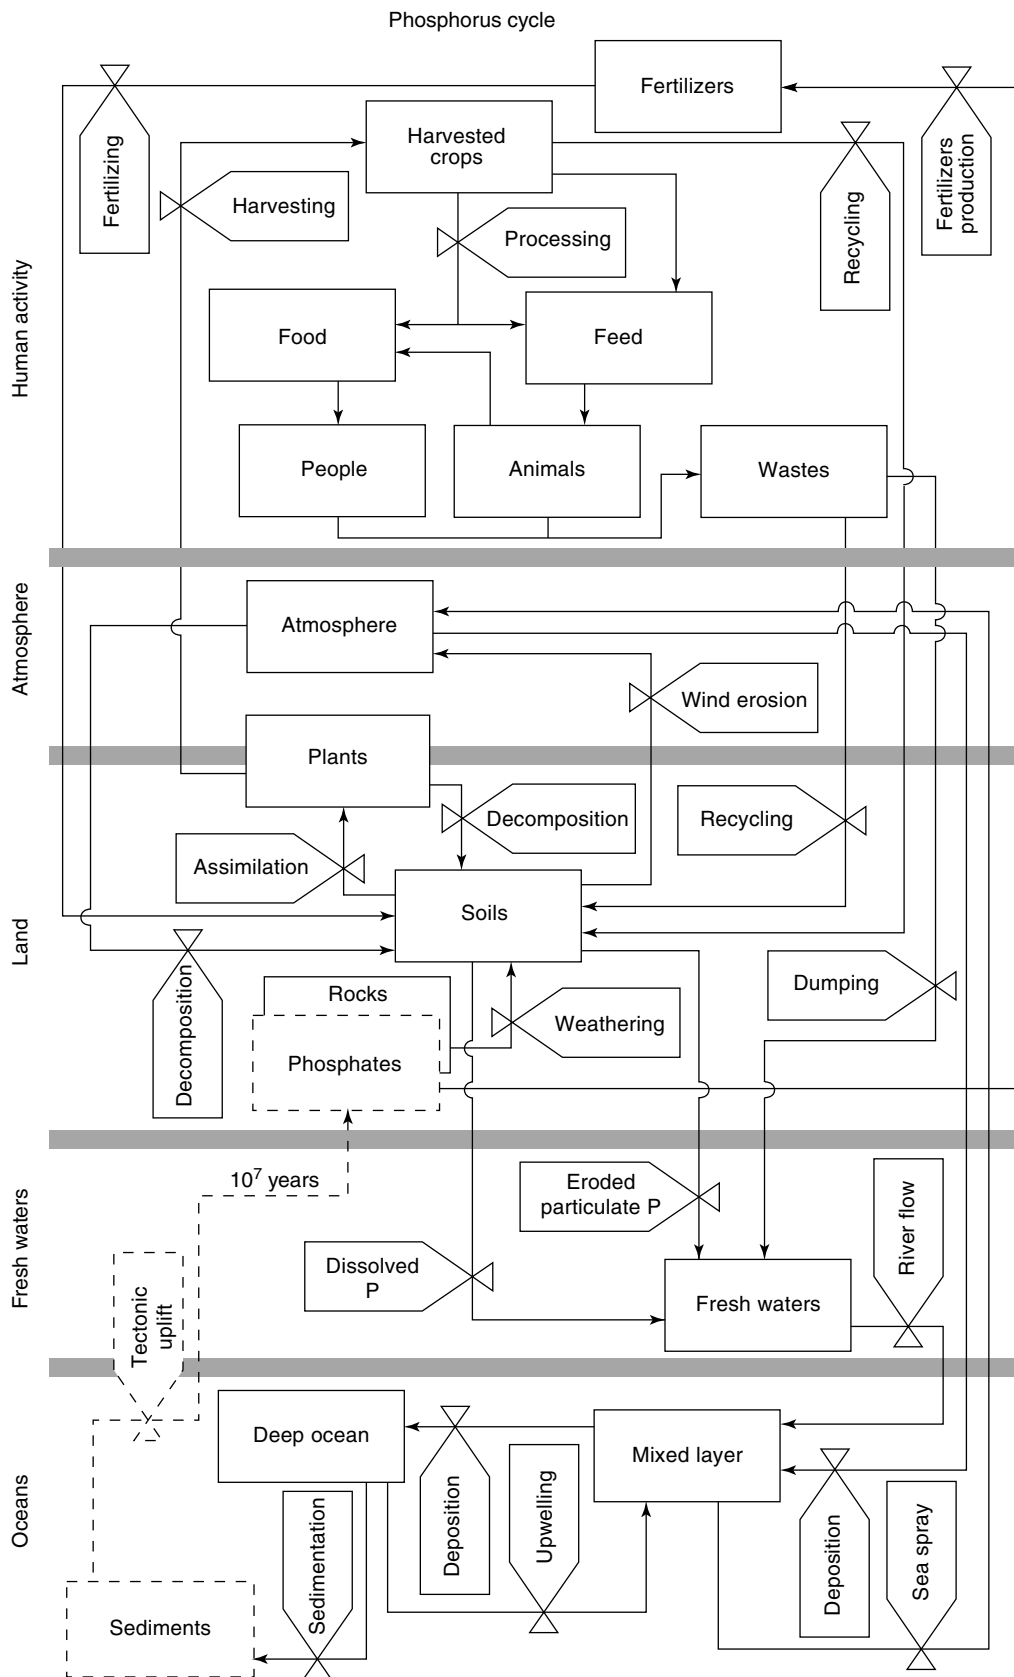 Phosphorus cycle
Human activity
Fertilizing
Fertilizers
Fertilizers
production
Harvested
crops
Recycling
Harvesting
Processing
Food
Feed
People
Animals
Wastes
Atmosphere
Atmosphere
Wind erosion
Plants
Decomposition
Recycling
Assimilation
Land
Soils
Decomposition
Rocks
Phosphates
Weathering
Dumping
Fresh waters
10⁷ years
Eroded
particulate P
River flow
Tectonic
uplift
Dissolved
P
Fresh waters
Oceans
Deep ocean
Mixed layer
Deposition
Upwelling
Sedimentation
Deposition
Sea spray
Sediments